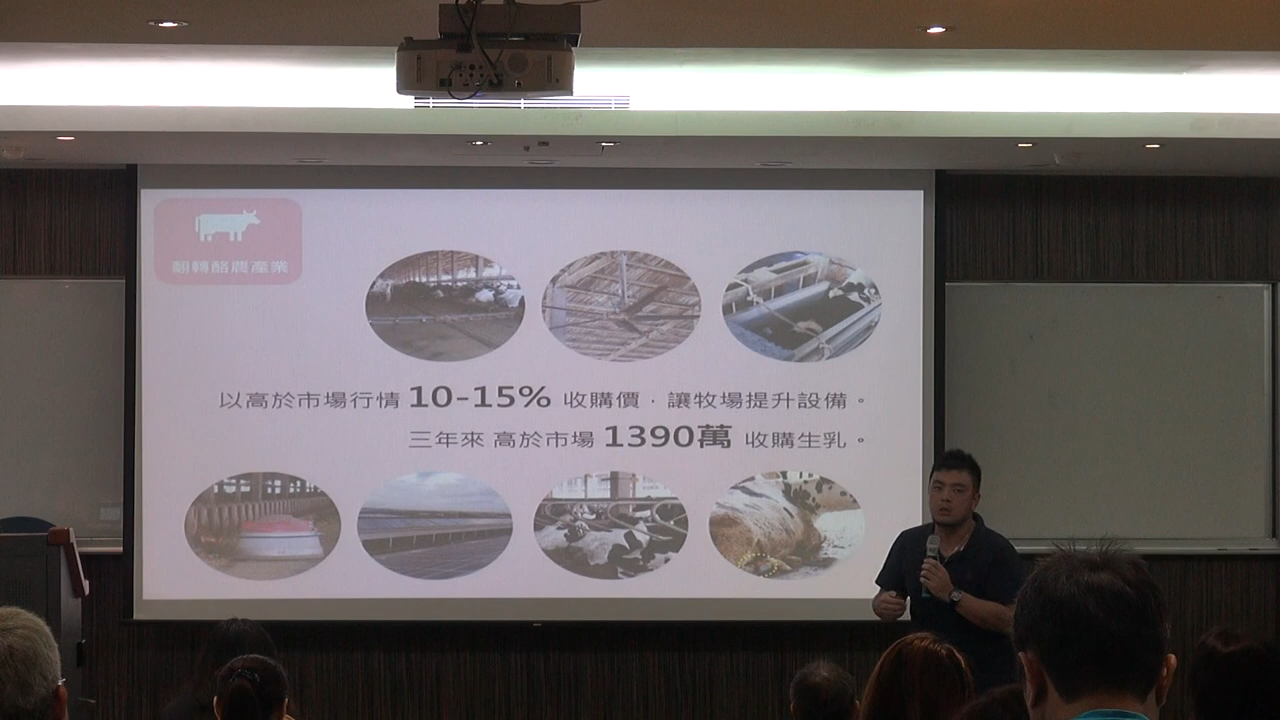 翻轉酪農產業
以高於市場行情 10-15% 收購價，讓牧場提升設備。
三年來 高於市場 1390萬 收購生乳。